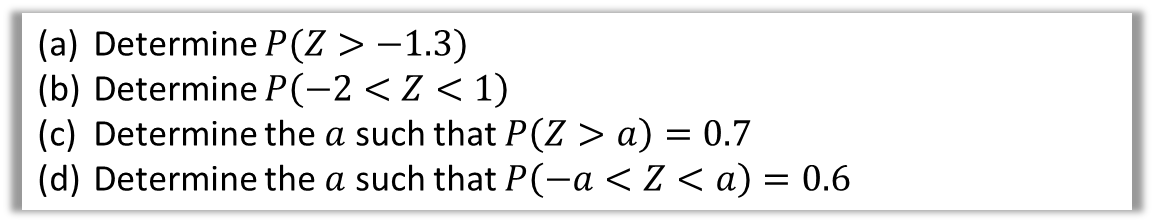 (a) Determine P(Z > −1.3)
(b) Determine P(−2 < Z < 1)
(c) Determine the a such that P(Z > a) = 0.7
(d) Determine the a such that P(−a < Z < a) = 0.6